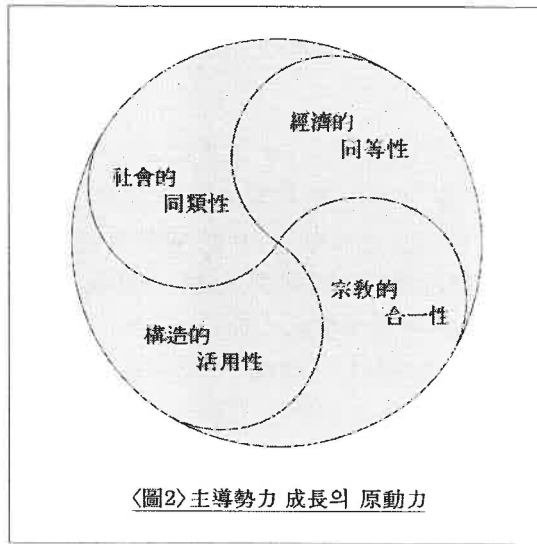 經濟的
同等性
社會的
同類性
宗敎的
合一性
構造的
活用性
〈圖2〉主導勢力 成長의 原動力